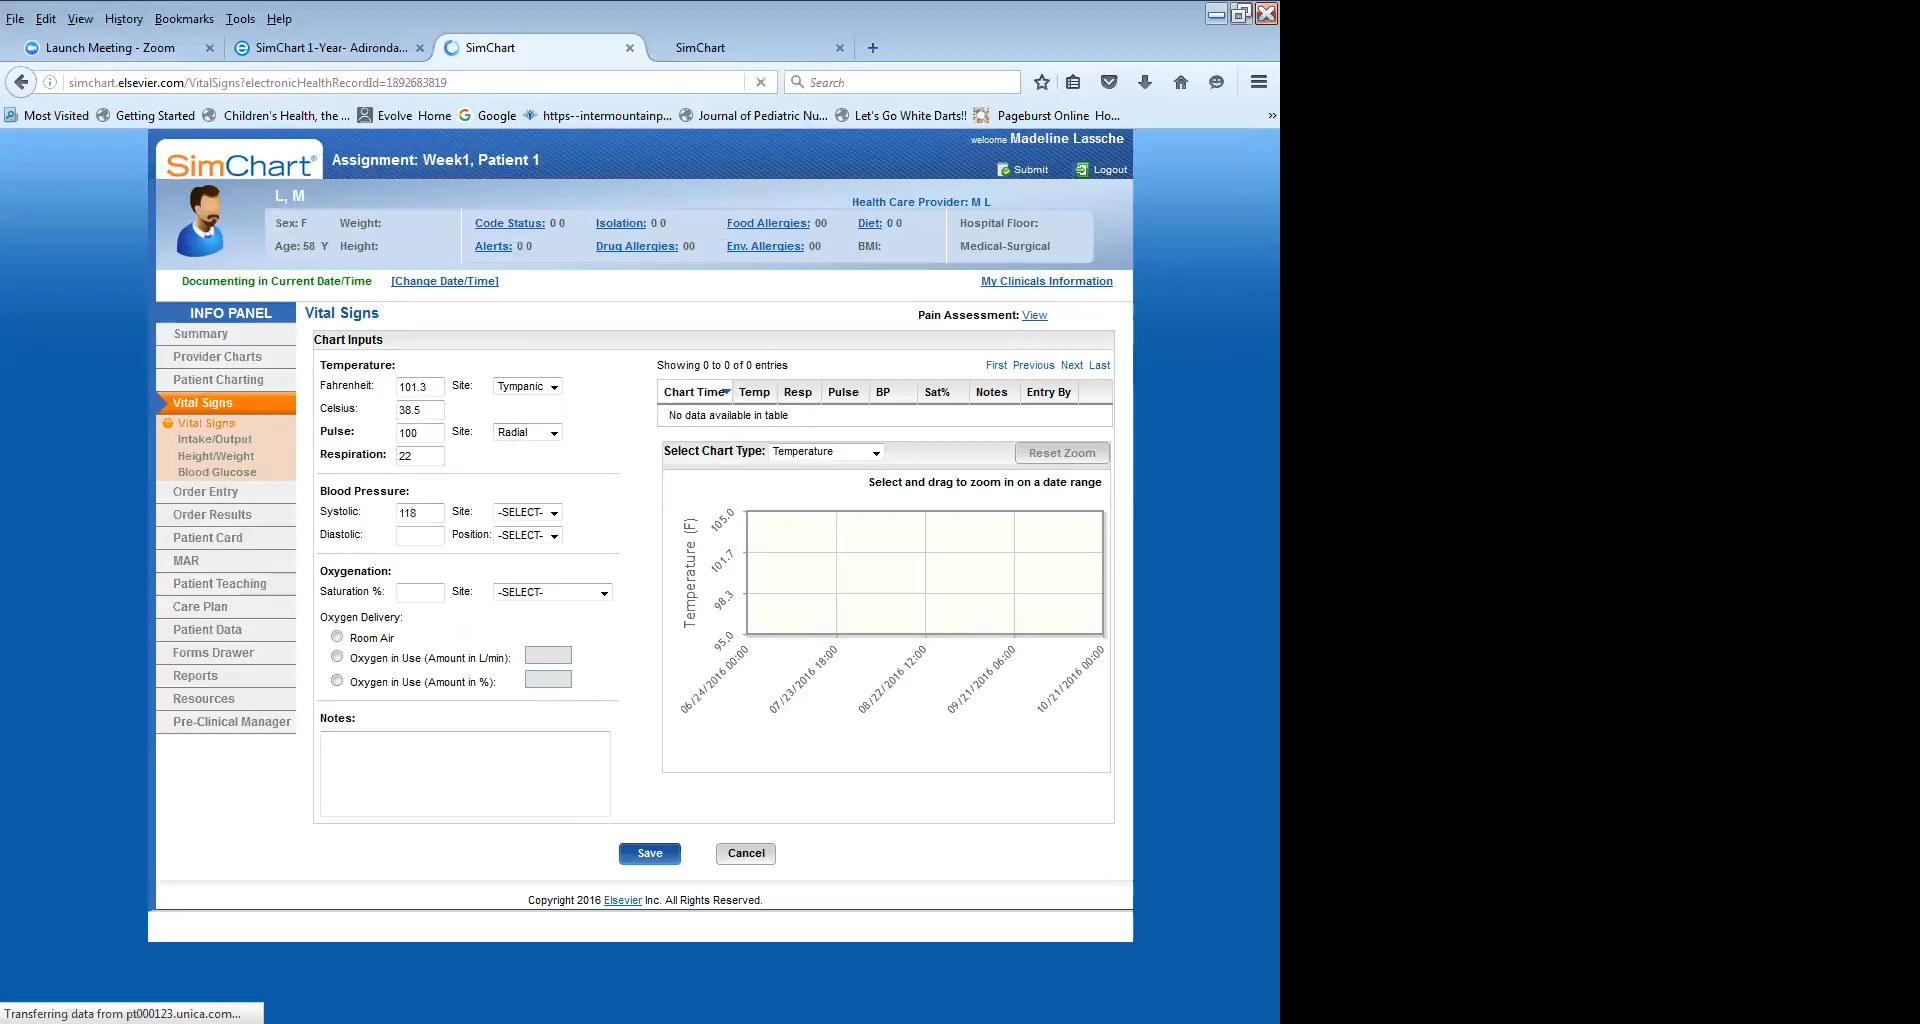 File Edit View History Bookmarks Tools Help
Launch Meeting - Zoom SimChart 1-Year- Adironda... SimChart SimChart
simchart.elsevier.com/VitalSigns?electronicHealthRecordId=1892683819 Search
Most Visited Getting Started Children's Health, the ... Evolve Home Google https--intermountainp... Journal of Pediatric Nu... Let's Go White Darts!! Pageburst Online Ho... »
SimChart® Assignment: Week1, Patient 1 welcome Madeline Lassche
Submit Logout
L, M
Health Care Provider: M L
Sex: F Weight: Code Status: 0 0 Isolation: 0 0 Food Allergies: 00 Diet: 0 0 Hospital Floor:
Age: 58 Y Height: Alerts: 0 0 Drug Allergies: 00 Env. Allergies: 00 BMI: Medical-Surgical
Documenting in Current Date/Time [Change Date/Time] My Clinicals Information
INFO PANEL
Summary
Provider Charts
Patient Charting
Vital Signs
Vital Signs
Intake/Output
Height/Weight
Blood Glucose
Order Entry
Order Results
Patient Card
MAR
Patient Teaching
Care Plan
Patient Data
Forms Drawer
Reports
Resources
Pre-Clinical Manager
Vital Signs Pain Assessment: View
Chart Inputs
Temperature:
Fahrenheit: 101.3 Site: Tympanic
Celsius: 38.5
Pulse: 100 Site: Radial
Respiration: 22
Blood Pressure:
Systolic: 118 Site: -SELECT-
Diastolic: Position: -SELECT-
Oxygenation:
Saturation %: Site: -SELECT-
Oxygen Delivery:
Room Air
Oxygen in Use (Amount in L/min):
Oxygen in Use (Amount in %):
Notes:
Showing 0 to 0 of 0 entries First Previous Next Last
Chart Time Temp Resp Pulse BP Sat% Notes Entry By
No data available in table
Select Chart Type: Temperature Reset Zoom
Select and drag to zoom in on a date range
Temperature (F)
105.0
101.7
98.3
95.0
06/24/2016 00:00 07/23/2016 18:00 08/22/2016 12:00 09/21/2016 06:00 10/21/2016 00:00
Save Cancel
Copyright 2016 Elsevier Inc. All Rights Reserved.
Transferring data from pt000123.unica.com...